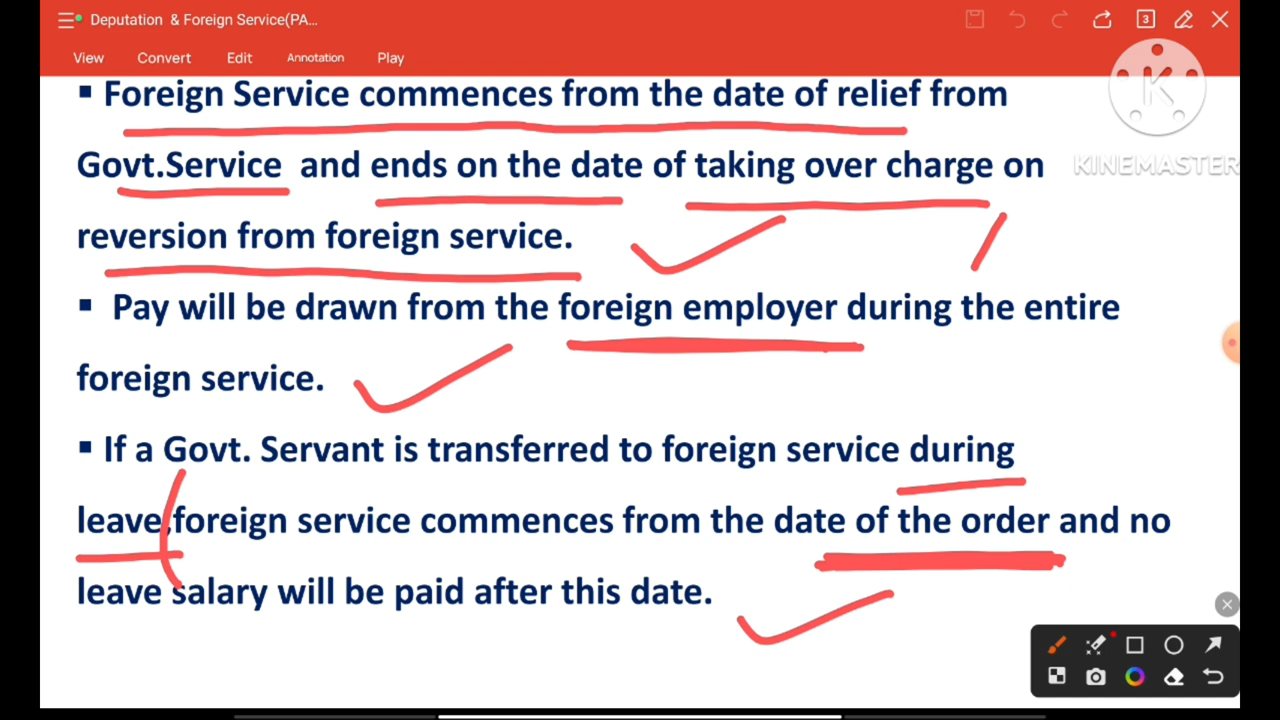 Deputation & Foreign Service(PA...
3
View Convert Edit Annotation Play
K
KINEMASTER
▪ Foreign Service commences from the date of relief from
Govt.Service and ends on the date of taking over charge on
reversion from foreign service.
▪ Pay will be drawn from the foreign employer during the entire
foreign service.
▪ If a Govt. Servant is transferred to foreign service during
leave,foreign service commences from the date of the order and no
leave salary will be paid after this date.